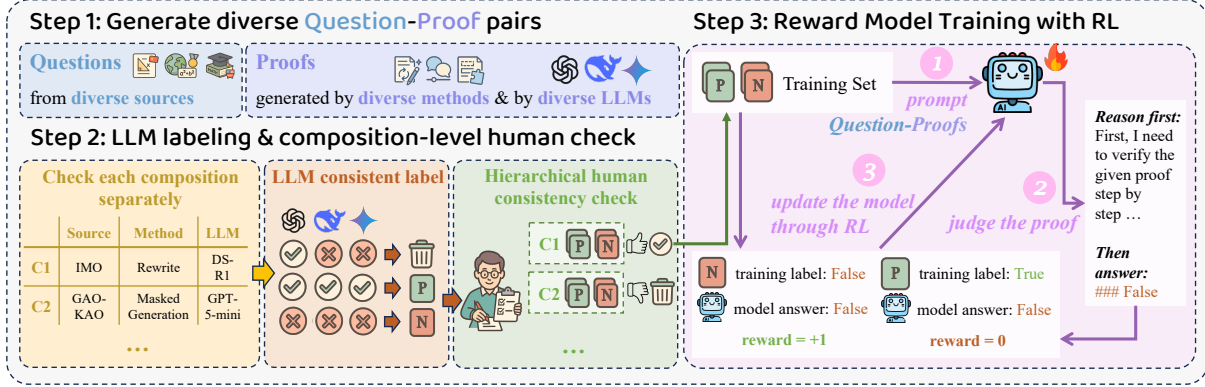 Step 1: Generate diverse Question-Proof pairs
Questions
from diverse sources
Proofs
generated by diverse methods & by diverse LLMs
Step 2: LLM labeling & composition-level human check
Check each composition
separately
Source Method LLM
C1 IMO Rewrite DS-
R1
C2 GAO-
KAO Masked
Generation GPT-
5-mini
...
LLM consistent label
P
N
Hierarchical human
consistency check
C1 P N
C2 P N
...
Step 3: Reward Model Training with RL
P N Training Set
1
prompt
Question-Proofs
AI
3
update the model
through RL
2
judge the proof
Reason first:
First, I need
to verify the
given proof
step by
step ...
Then
answer:
### False
N training label: False
model answer: False
reward = +1
P training label: True
model answer: False
reward = 0